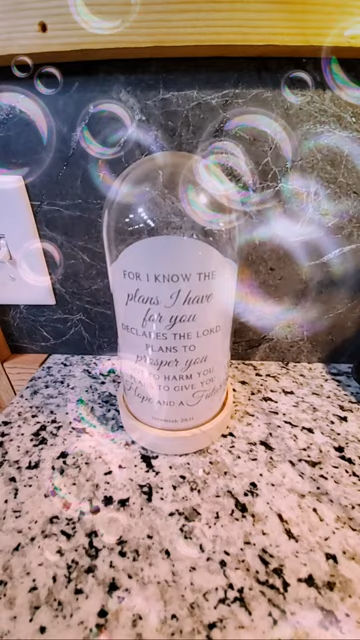 FOR I KNOW THE
plans I have
for you
DECLARES THE LORD
PLANS TO
prosper you
TO HARM YOU
TO GIVE YOU
Hope AND A Future